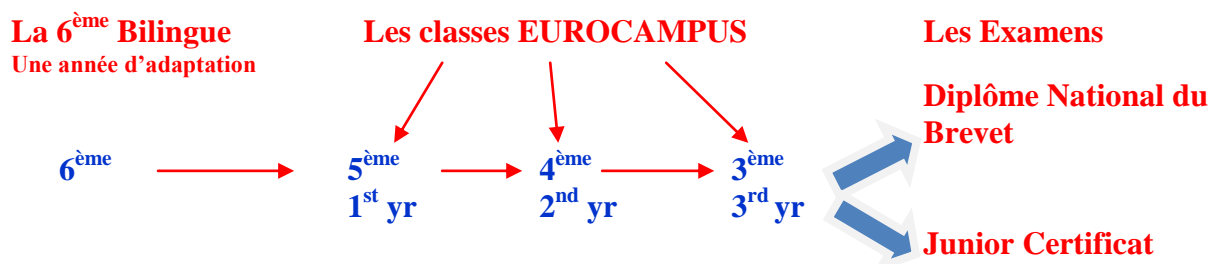 La 6ème Bilingue
Une année d’adaptation
Les classes EUROCAMPUS
Les Examens
Diplôme National du
Brevet
6ème
5ème
1st yr
4ème
2nd yr
3ème
3rd yr
Junior Certificat